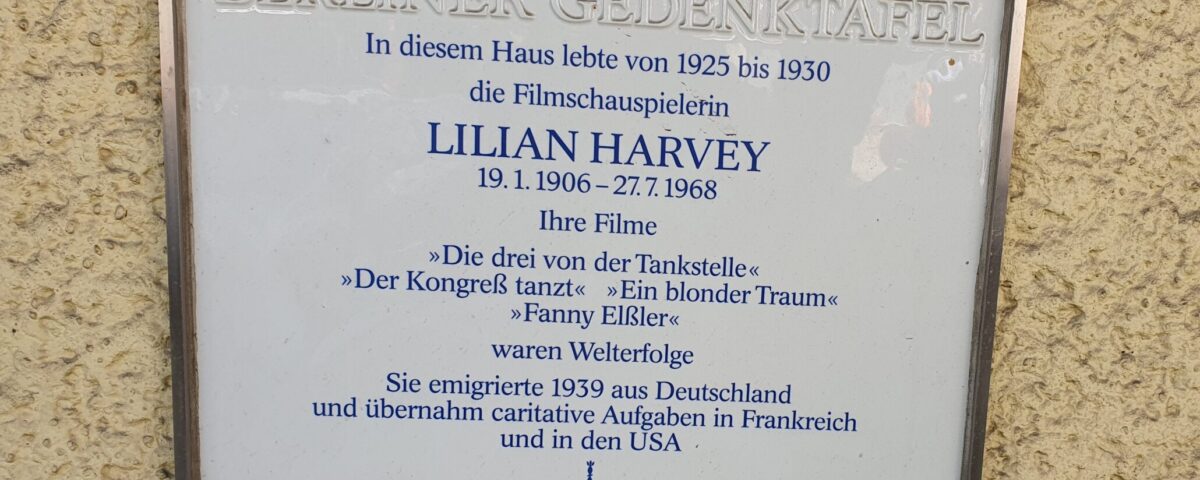 BERLINER GEDENKTAFEL
In diesem Haus lebte von 1925 bis 1930
die Filmschauspielerin
LILIAN HARVEY
19. 1. 1906 – 27. 7. 1968
Ihre Filme
»Die drei von der Tankstelle«
»Der Kongreß tanzt« »Ein blonder Traum«
»Fanny Elßler«
waren Welterfolge
Sie emigrierte 1939 aus Deutschland
und übernahm caritative Aufgaben in Frankreich
und in den USA